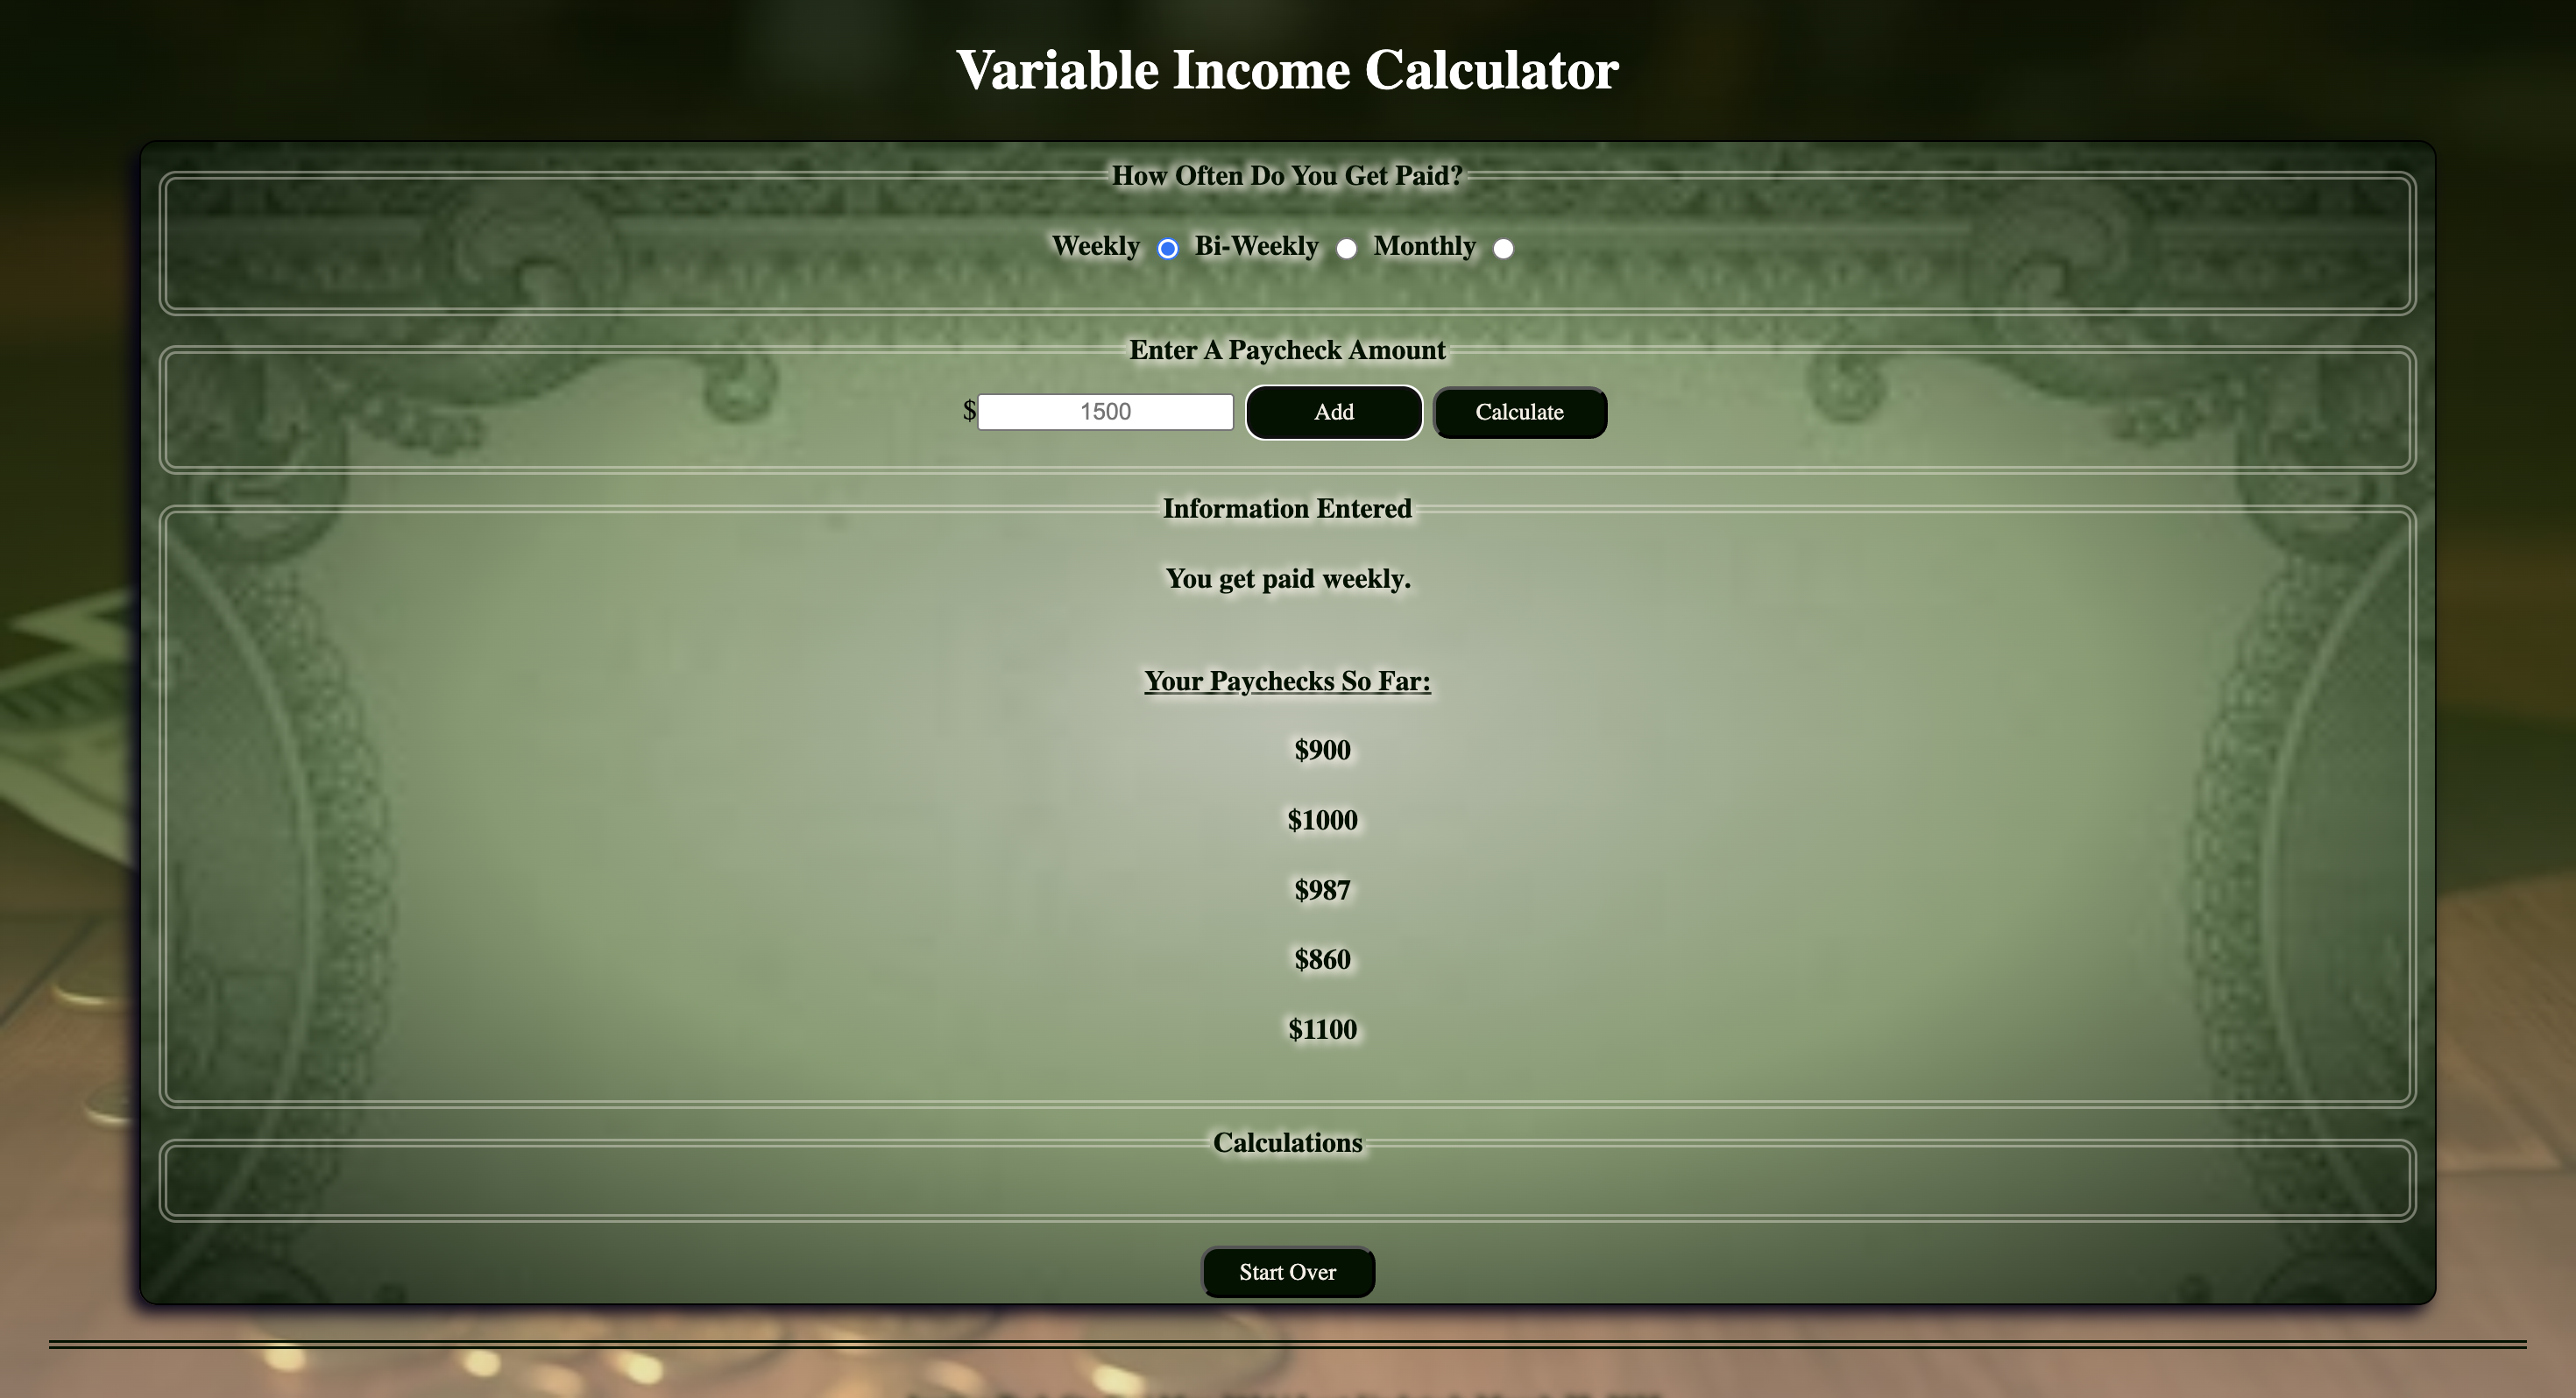 Variable Income Calculator
How Often Do You Get Paid?
Weekly Bi-Weekly Monthly
Enter A Paycheck Amount
$ 1500 Add Calculate
Information Entered
You get paid weekly.
Your Paychecks So Far:
$900
$1000
$987
$860
$1100
Calculations
Start Over